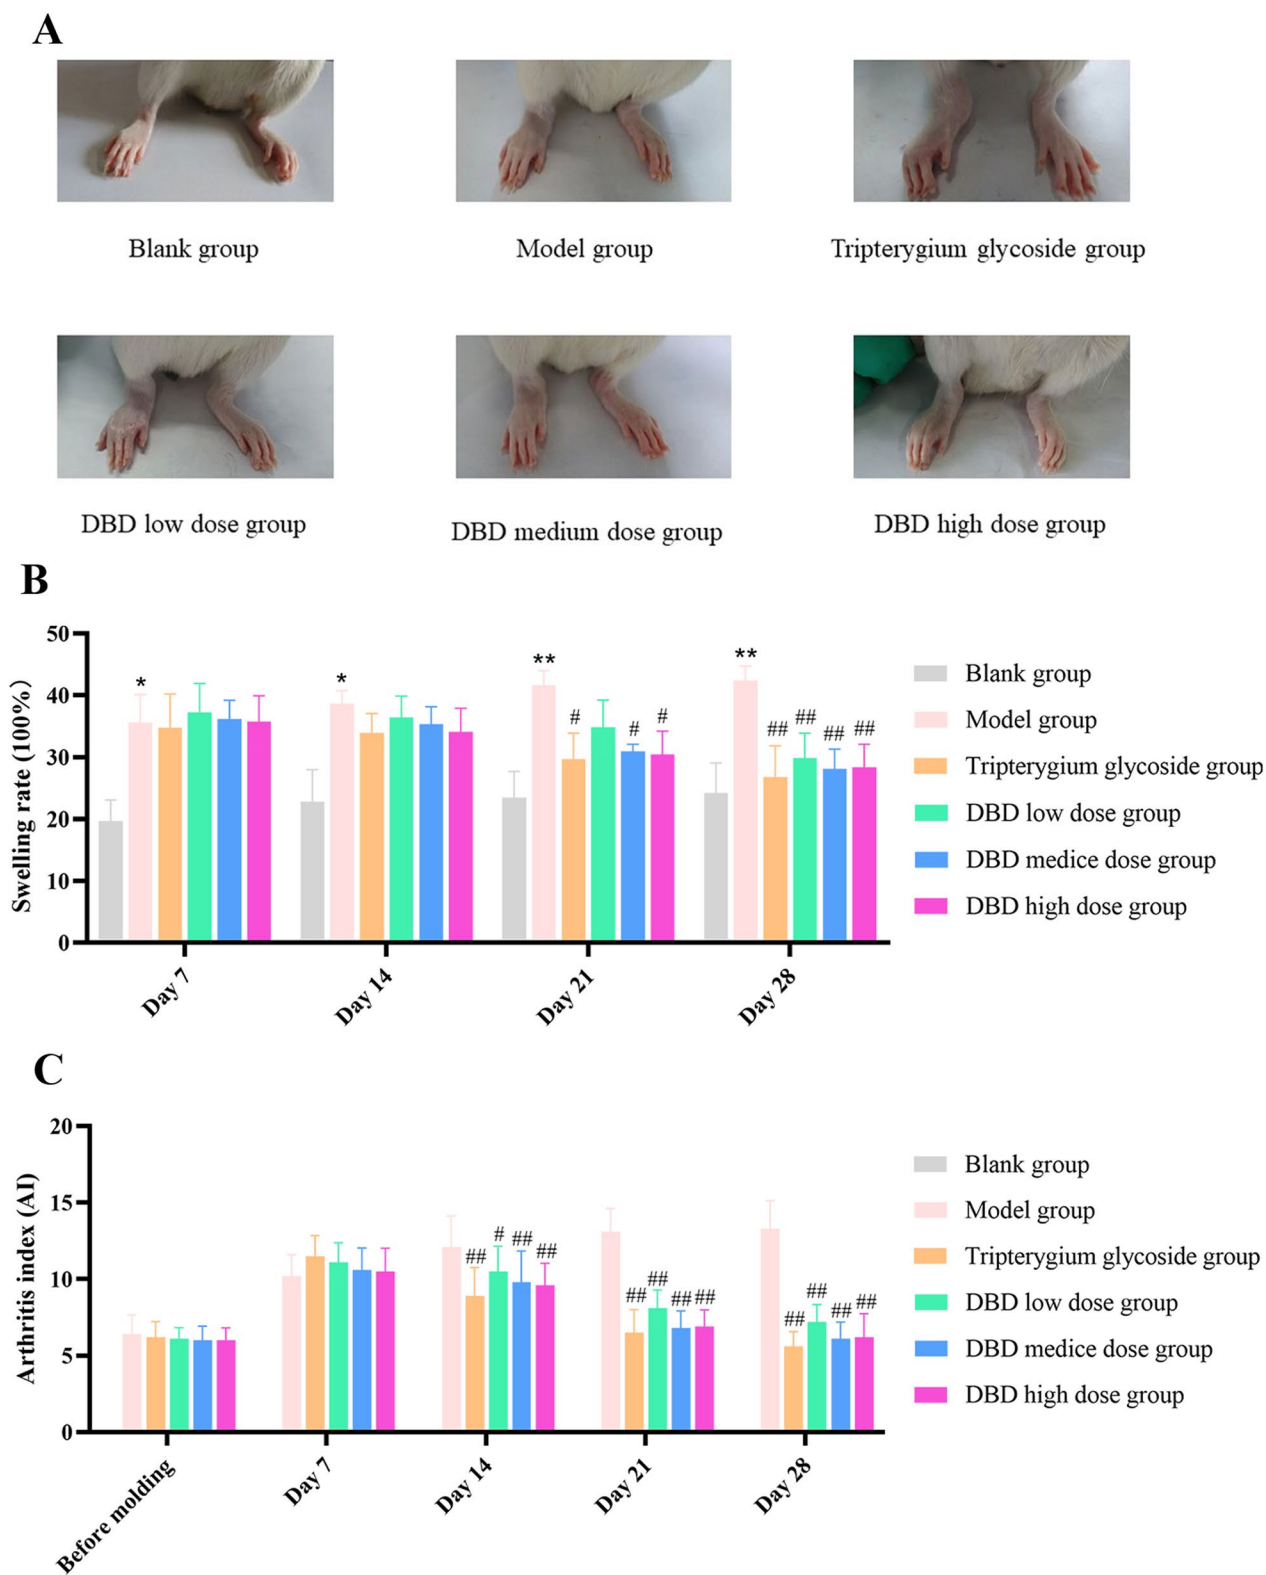 A
Blank group
Model group
Tripterygium glycoside group
DBD low dose group
DBD medium dose group
DBD high dose group
B
Swelling rate (100%)
50
40
30
20
10
0
*
*
**
#
#
#
**
##
##
##
##
Day 7
Day 14
Day 21
Day 28
Blank group
Model group
Tripterygium glycoside group
DBD low dose group
DBD medice dose group
DBD high dose group
C
Arthritis index (AI)
20
15
10
5
0
##
#
##
##
##
##
##
##
##
##
##
##
Before molding
Day 7
Day 14
Day 21
Day 28
Blank group
Model group
Tripterygium glycoside group
DBD low dose group
DBD medice dose group
DBD high dose group